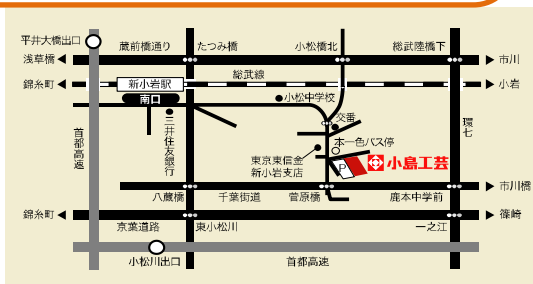 平井大橋出口
蔵前橋通り
たつみ橋
小松橋北
総武陸橋下
浅草橋
市川
新小岩駅
総武線
錦糸町
小岩
南口
小松中学校
三井住友銀行
交番
首都高速
環七
本一色バス停
東京東信金
新小岩支店
P
小島工芸
市川橋
八蔵橋
千葉街道
菅原橋
鹿本中学前
錦糸町
篠崎
京葉道路
東小松川
一之江
小松川出口
首都高速